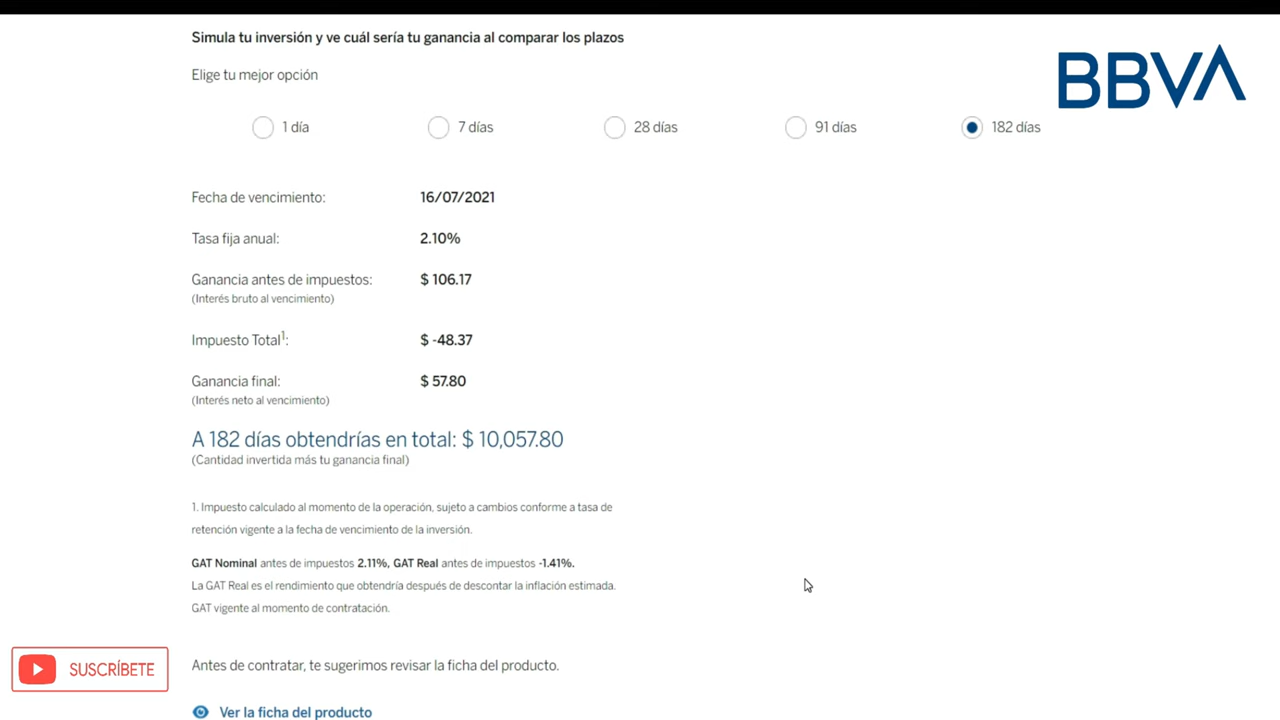 Simula tu inversión y ve cuál sería tu ganancia al comparar los plazos
BBVA
Elige tu mejor opción
1 día
7 días
28 días
91 días
182 días
Fecha de vencimiento: 16/07/2021
Tasa fija anual: 2.10%
Ganancia antes de impuestos: $ 106.17
(Interés bruto al vencimiento)
Impuesto Total1: $ -48.37
Ganancia final: $ 57.80
(Interés neto al vencimiento)
A 182 días obtendrías en total: $ 10,057.80
(Cantidad invertida más tu ganancia final)
1. Impuesto calculado al momento de la operación, sujeto a cambios conforme a tasa de
retención vigente a la fecha de vencimiento de la inversión.
GAT Nominal antes de impuestos 2.11%, GAT Real antes de impuestos -1.41%.
La GAT Real es el rendimiento que obtendría después de descontar la inflación estimada.
GAT vigente al momento de contratación.
SUSCRÍBETE
Antes de contratar, te sugerimos revisar la ficha del producto.
Ver la ficha del producto